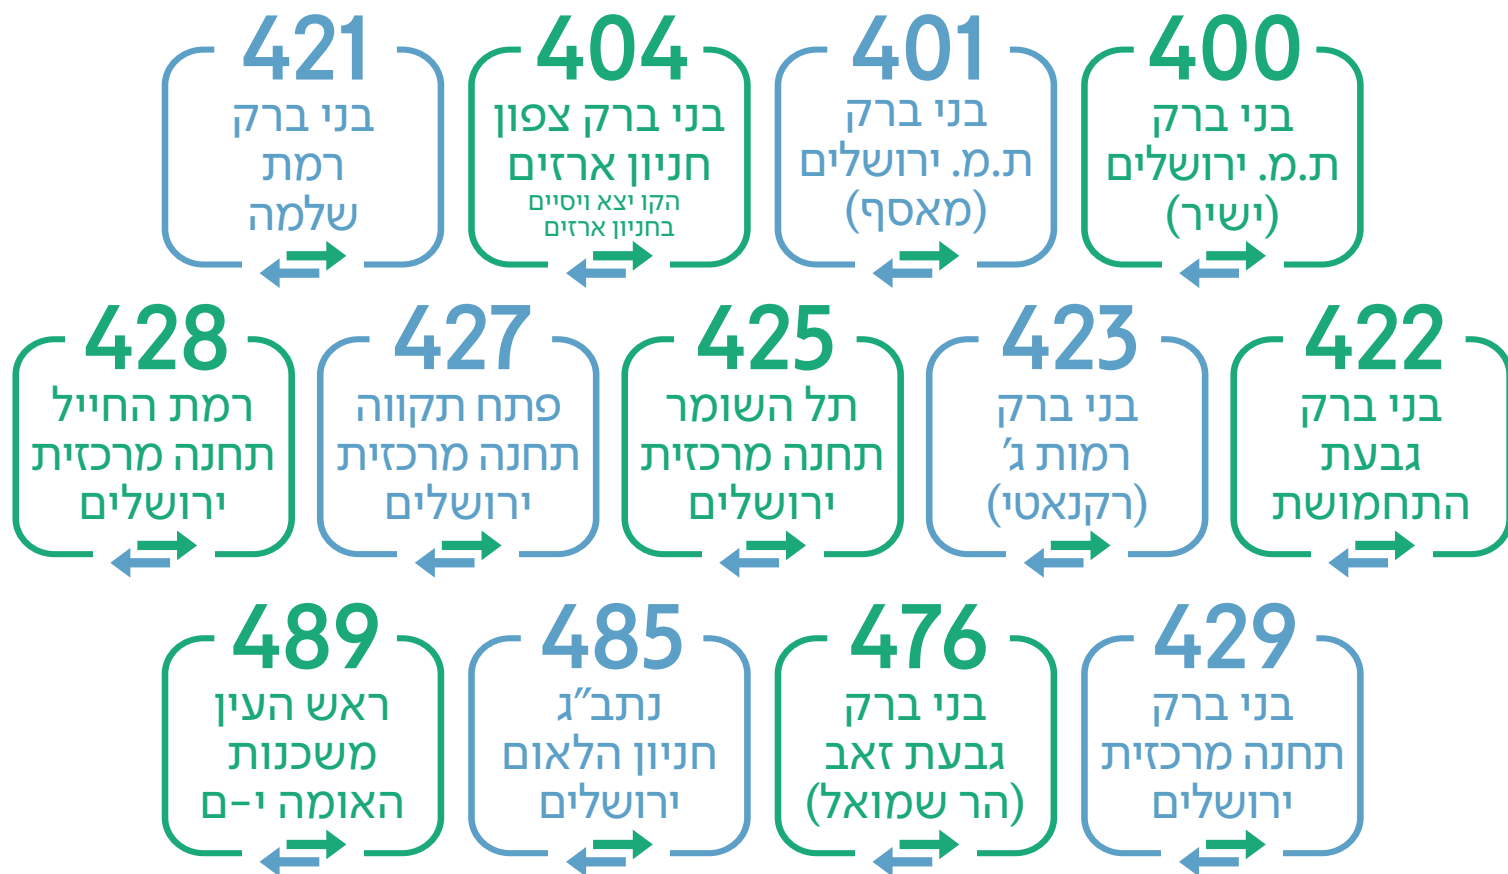 400
בני ברק
ת.מ. ירושלים
(ישיר)
401
בני ברק
ת.מ. ירושלים
(מאסף)
404
בני ברק צפון
חניון ארזים
הקו יצא ויסיים
בחניון ארזים
421
בני ברק
רמת
שלמה
422
בני ברק
גבעת
התחמושת
423
בני ברק
רמות ג'
(רקנאטי)
425
תל השומר
תחנה מרכזית
ירושלים
427
פתח תקווה
תחנה מרכזית
ירושלים
428
רמת החייל
תחנה מרכזית
ירושלים
429
בני ברק
תחנה מרכזית
ירושלים
476
בני ברק
גבעת זאב
(הר שמואל)
485
נתב"ג
חניון הלאום
ירושלים
489
ראש העין
משכנות
האומה י-ם